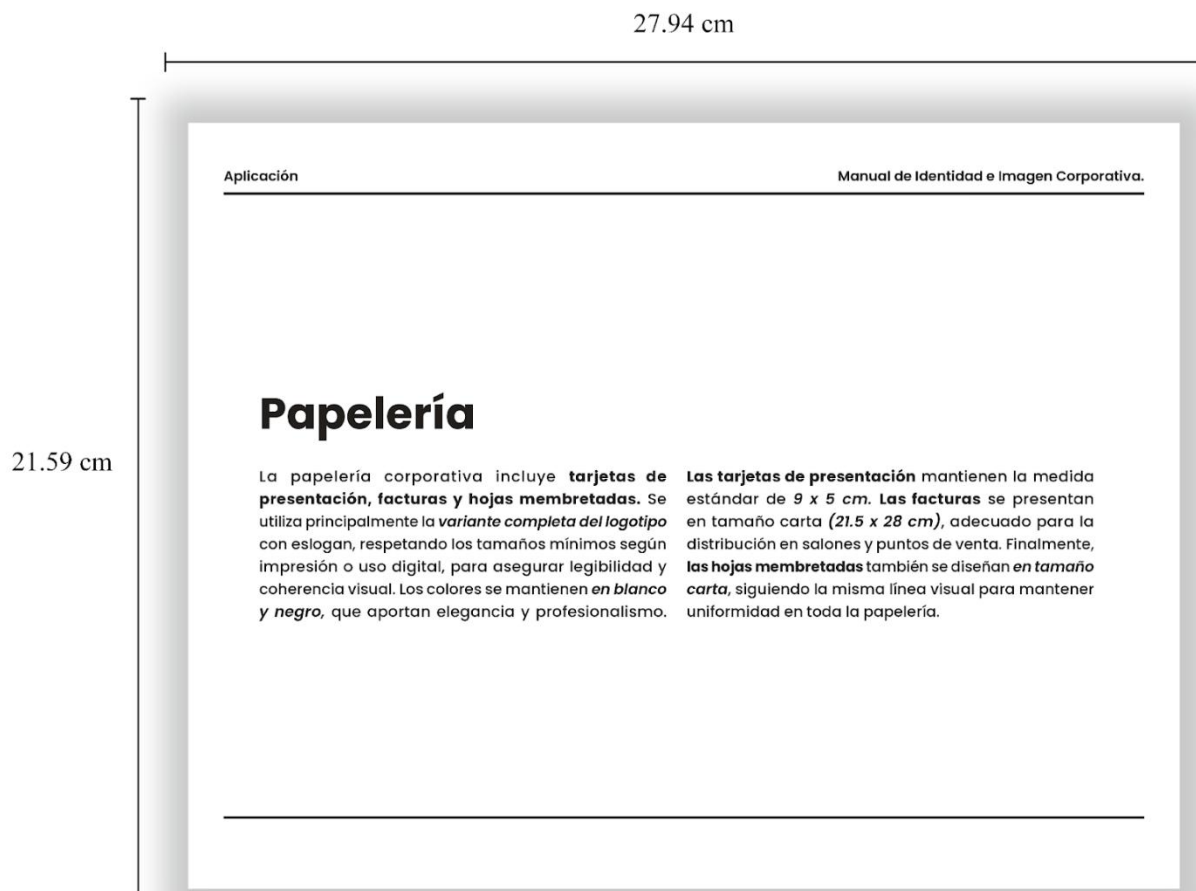 27.94 cm
Aplicación
Manual de Identidad e Imagen Corporativa.
21.59 cm
Papelería
La papelería corporativa incluye tarjetas de
presentación, facturas y hojas membretadas. Se
utiliza principalmente la variante completa del logotipo
con eslogan, respetando los tamaños mínimos según
impresión o uso digital, para asegurar legibilidad y
coherencia visual. Los colores se mantienen en blanco
y negro, que aportan elegancia y profesionalismo.
Las tarjetas de presentación mantienen la medida
estándar de 9 x 5 cm. Las facturas se presentan
en tamaño carta (21.5 x 28 cm), adecuado para la
distribución en salones y puntos de venta. Finalmente,
las hojas membretadas también se diseñan en tamaño
carta, siguiendo la misma línea visual para mantener
uniformidad en toda la papelería.